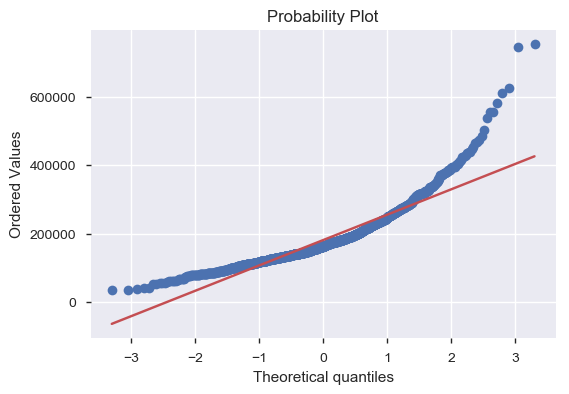 Probability Plot
Ordered Values
600000
400000
200000
0
−3 −2 −1 0 1 2 3
Theoretical quantiles